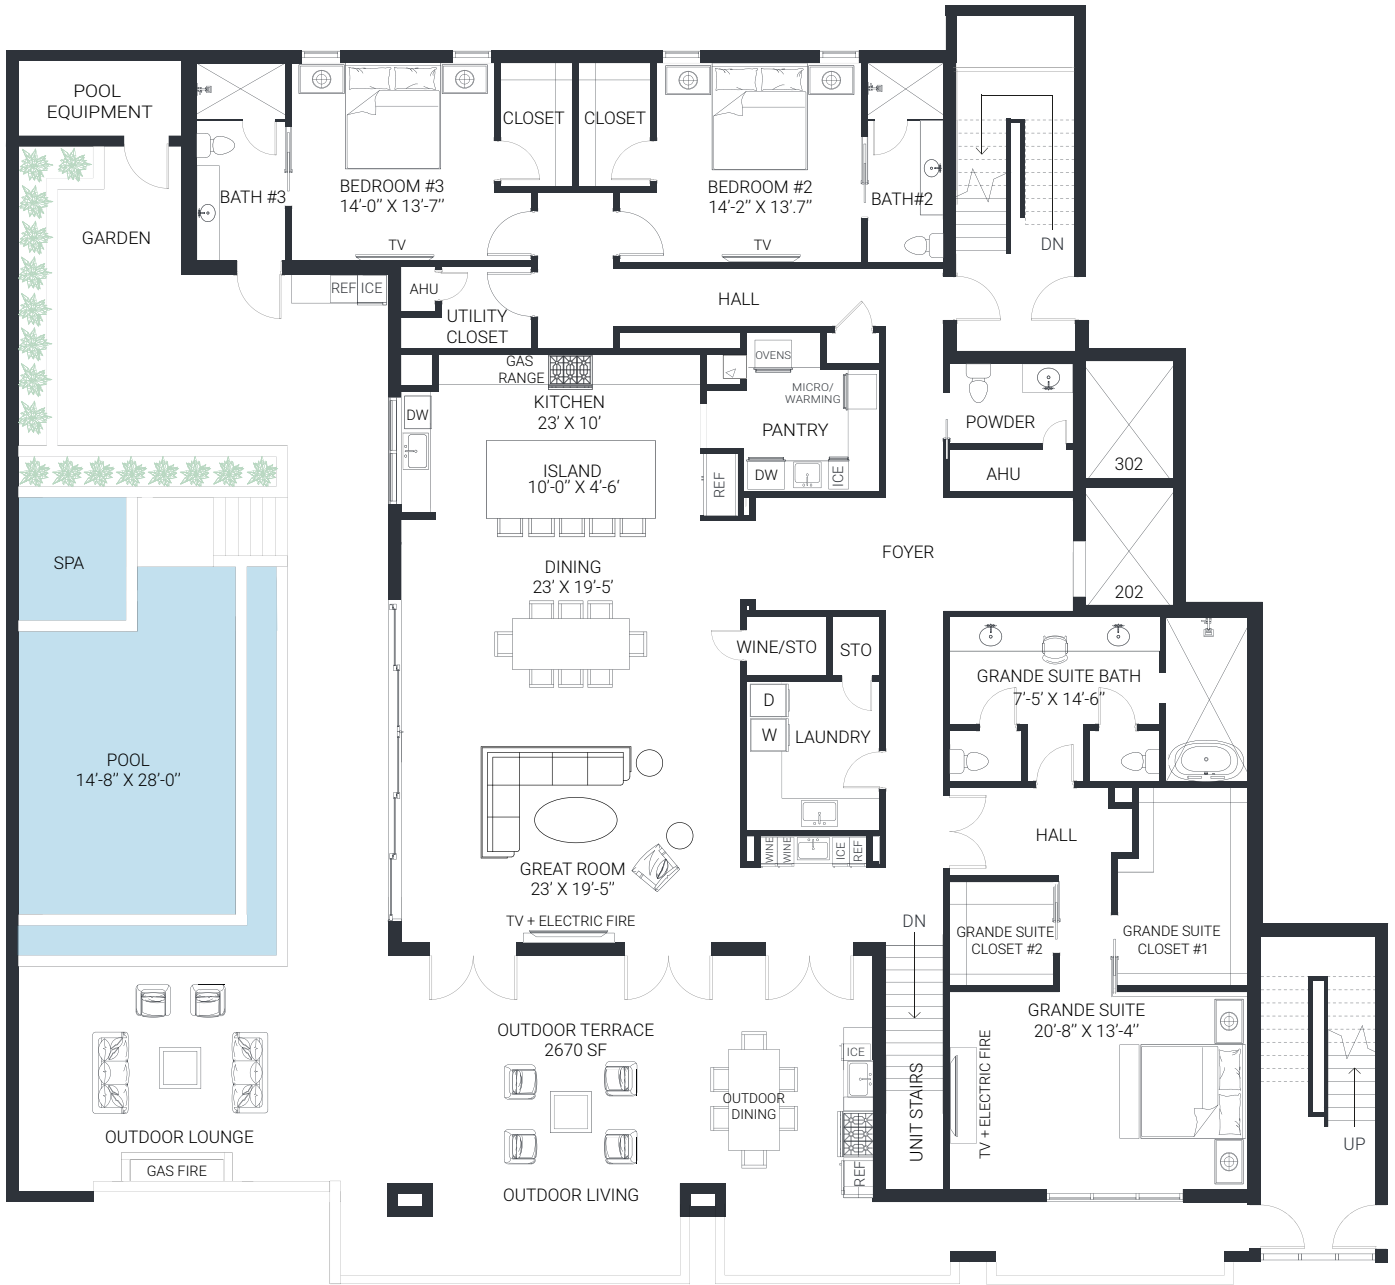 POOL
EQUIPMENT
CLOSET
CLOSET
BATH #3
BEDROOM #3
14'-0" X 13'-7"
TV
BEDROOM #2
14'-2" X 13'.7"
TV
BATH#2
DN
GARDEN
REF
ICE
AHU
UTILITY
CLOSET
HALL
GAS
RANGE
OVENS
MICRO/
WARMING
KITCHEN
23' X 10'
DW
PANTRY
POWDER
AHU
302
ISLAND
10'-0" X 4'-6'
REF
DW
ICE
SPA
DINING
23' X 19'-5'
FOYER
202
WINE/STO
STO
GRANDE SUITE BATH
7'-5' X 14'-6"
D
W
LAUNDRY
POOL
14'-8" X 28'-0"
HALL
WINE
WINE
ICE
REF
GREAT ROOM
23' X 19'-5"
TV + ELECTRIC FIRE
DN
GRANDE SUITE
CLOSET #2
GRANDE SUITE
CLOSET #1
GRANDE SUITE
20'-8" X 13'-4"
OUTDOOR TERRACE
2670 SF
ICE
TV + ELECTRIC FIRE
UNIT STAIRS
OUTDOOR
DINING
OUTDOOR LOUNGE
GAS FIRE
REF
UP
OUTDOOR LIVING